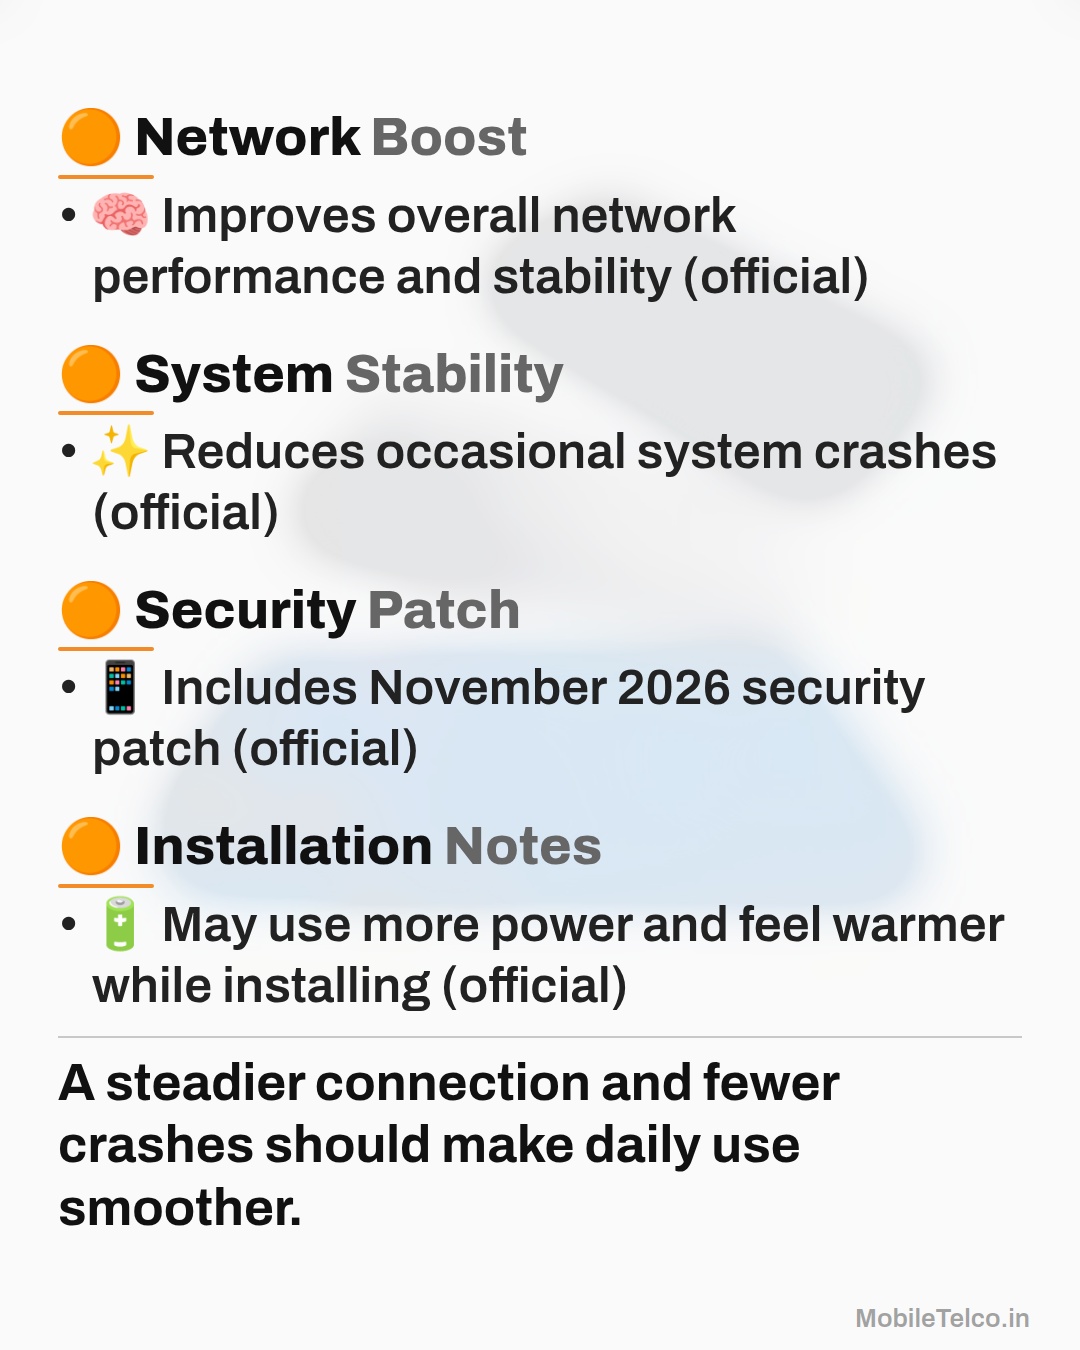 🟠 Network Boost
• 🧠 Improves overall network
performance and stability (official)
🟠 System Stability
• ✨ Reduces occasional system crashes
(official)
🟠 Security Patch
• 📱 Includes November 2026 security
patch (official)
🟠 Installation Notes
• 🔋 May use more power and feel warmer
while installing (official)
A steadier connection and fewer
crashes should make daily use
smoother.
MobileTelco.in